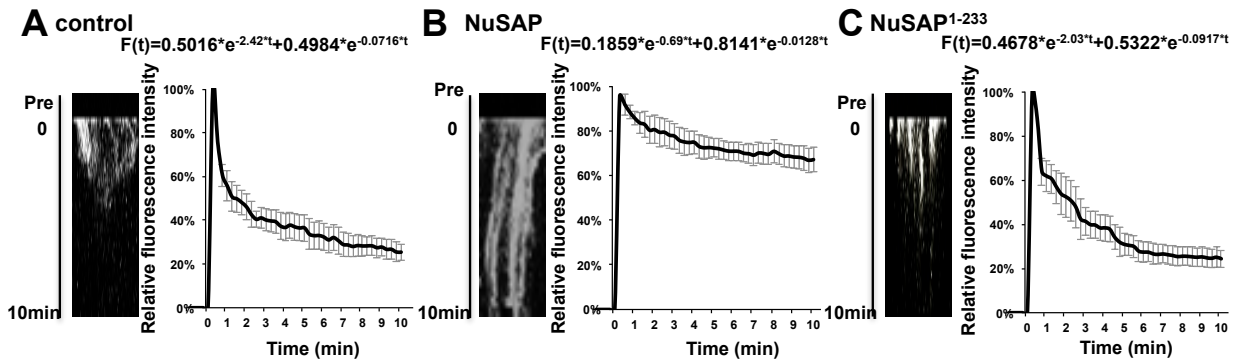 A control
F(t)=0.5016*e-2.42*t+0.4984*e-0.0716*t
Pre
0
10min
Relative fluorescence intensity
100%
80%
60%
40%
20%
0%
0 1 2 3 4 5 6 7 8 9 10
Time (min)
B NuSAP
F(t)=0.1859*e-0.69*t+0.8141*e-0.0128*t
Pre
0
10min
Relative fluorescence intensity
100%
80%
60%
40%
20%
0%
0 1 2 3 4 5 6 7 8 9 10
Time (min)
C NuSAP1-233
F(t)=0.4678*e-2.03*t+0.5322*e-0.0917*t
Pre
0
10min
Relative fluorescence intensity
100%
80%
60%
40%
20%
0%
0 1 2 3 4 5 6 7 8 9 10
Time (min)